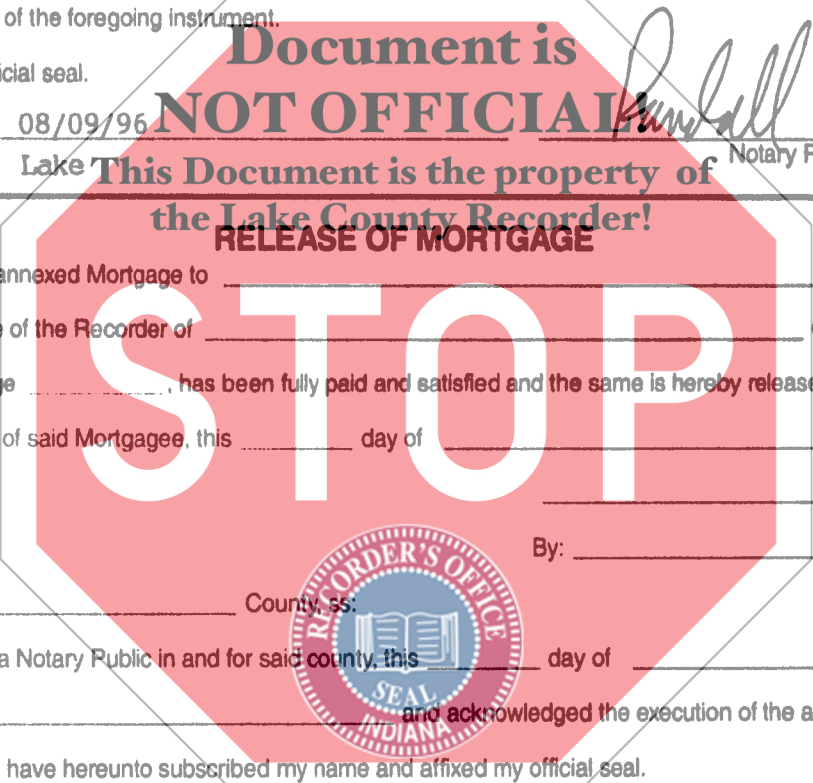 of the foregoing instrument.
Document is
icial seal.
08/09/96
NOT OFFICIAL!
Randall
Lake
Notary P
This Document is the property of
the Lake County Recorder!
RELEASE OF MORTGAGE
annexed Mortgage to
e of the Recorder of
ge , has been fully paid and satisfied and the same is hereby release
STOP
of said Mortgagee, this day of
By:
County, ss:
RECORDER'S OFFICE
a Notary Public in and for said county, this day of
SEAL
INDIANA
and acknowledged the execution of the a
have hereunto subscribed my name and affixed my official seal.